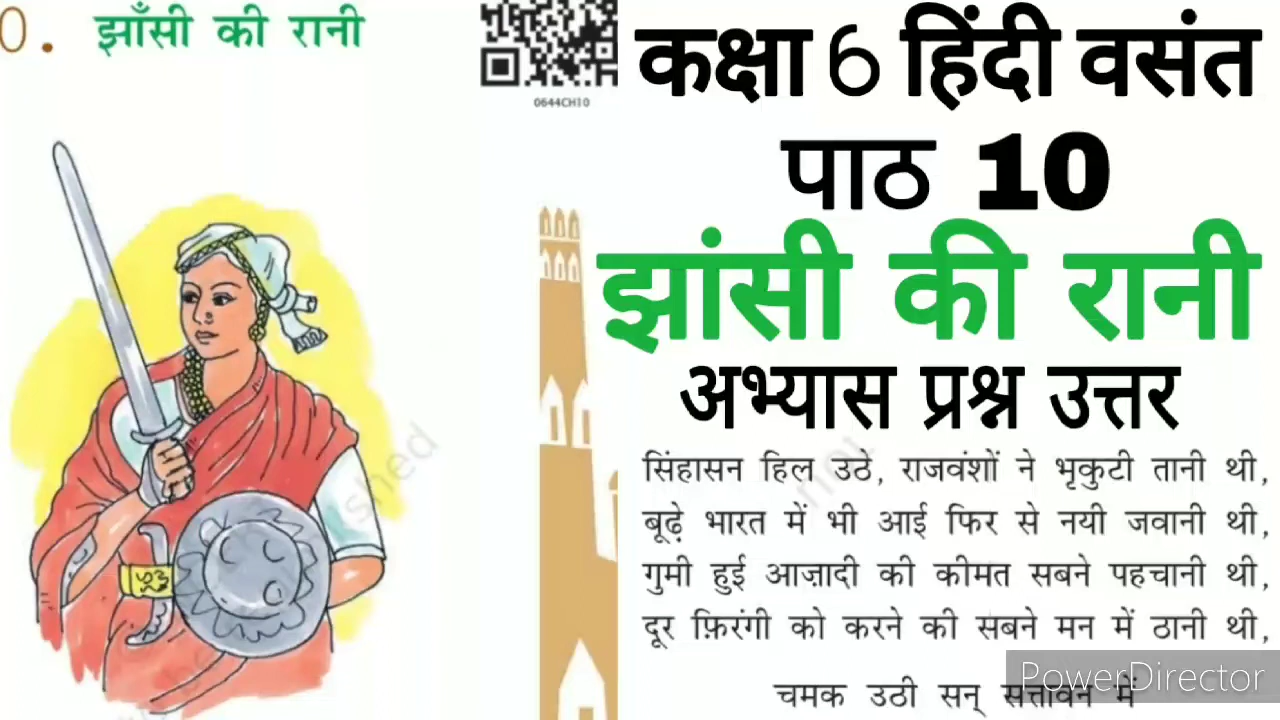 0. झाँसी की रानी
0644CH10
कक्षा 6 हिंदी वसंत
पाठ 10
झांसी की रानी
अभ्यास प्रश्न उत्तर
सिंहासन हिल उठे, राजवंशों ने भृकुटी तानी थी,
बूढ़े भारत में भी आई फिर से नयी जवानी थी,
गुमी हुई आज़ादी की कीमत सबने पहचानी थी,
दूर फ़िरंगी को करने की सबने मन में ठानी थी,
चमक उठी सन् सत्तावन में
PowerDirector
shed